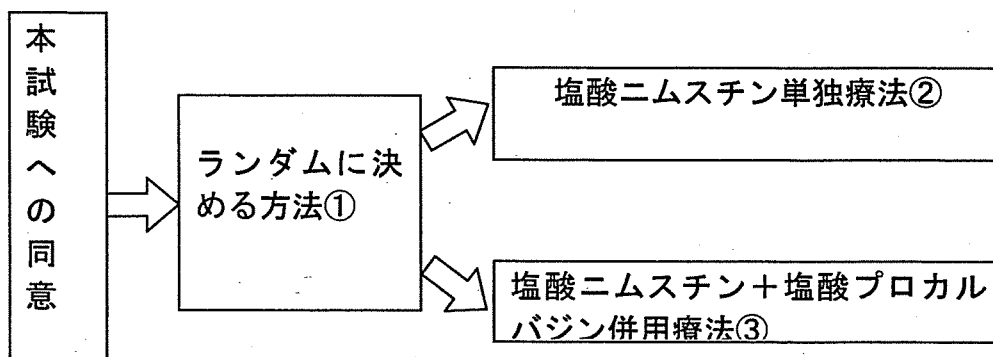 本試験への同意
ランダムに決
める方法①
塩酸ニムスチン単独療法②
塩酸ニムスチン＋塩酸プロカル
バジン併用療法③